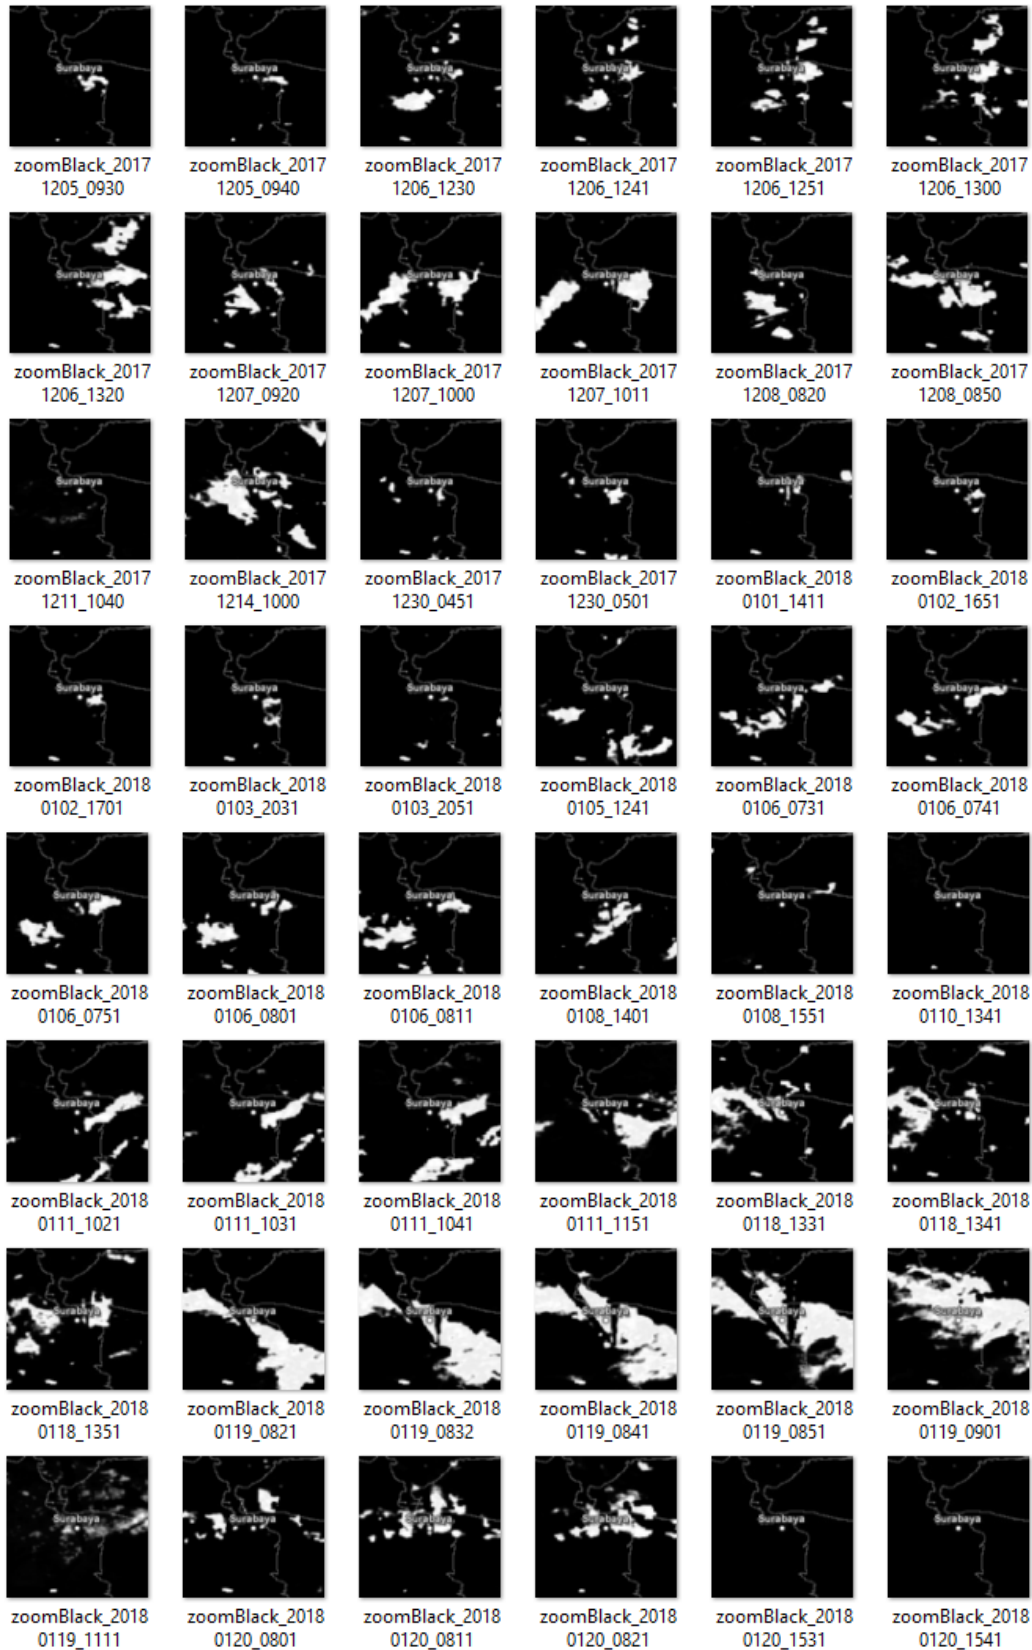 Surabaya Surabaya Surabaya Surabaya Surabaya Surabaya
zoomBlack_2017 zoomBlack_2017 zoomBlack_2017 zoomBlack_2017 zoomBlack_2017 zoomBlack_2017
1205_0930 1205_0940 1206_1230 1206_1241 1206_1251 1206_1300
Surabaya Surabaya Surabaya Surabaya Surabaya Surabaya
zoomBlack_2017 zoomBlack_2017 zoomBlack_2017 zoomBlack_2017 zoomBlack_2017 zoomBlack_2017
1206_1320 1207_0920 1207_1000 1207_1011 1208_0820 1208_0850
Surabaya Surabaya Surabaya Surabaya Surabaya Surabaya
zoomBlack_2017 zoomBlack_2017 zoomBlack_2017 zoomBlack_2017 zoomBlack_2018 zoomBlack_2018
1211_1040 1214_1000 1230_0451 1230_0501 0101_1411 0102_1651
Surabaya Surabaya Surabaya Surabaya Surabaya Surabaya
zoomBlack_2018 zoomBlack_2018 zoomBlack_2018 zoomBlack_2018 zoomBlack_2018 zoomBlack_2018
0102_1701 0103_2031 0103_2051 0105_1241 0106_0731 0106_0741
Surabaya Surabaya Surabaya Surabaya Surabaya Surabaya
zoomBlack_2018 zoomBlack_2018 zoomBlack_2018 zoomBlack_2018 zoomBlack_2018 zoomBlack_2018
0106_0751 0106_0801 0106_0811 0108_1401 0108_1551 0110_1341
Surabaya Surabaya Surabaya Surabaya Surabaya Surabaya
zoomBlack_2018 zoomBlack_2018 zoomBlack_2018 zoomBlack_2018 zoomBlack_2018 zoomBlack_2018
0111_1021 0111_1031 0111_1041 0111_1151 0118_1331 0118_1341
Surabaya Surabaya Surabaya Surabaya Surabaya Surabaya
zoomBlack_2018 zoomBlack_2018 zoomBlack_2018 zoomBlack_2018 zoomBlack_2018 zoomBlack_2018
0118_1351 0119_0821 0119_0832 0119_0841 0119_0851 0119_0901
Surabaya Surabaya Surabaya Surabaya Surabaya Surabaya
zoomBlack_2018 zoomBlack_2018 zoomBlack_2018 zoomBlack_2018 zoomBlack_2018 zoomBlack_2018
0119_1111 0120_0801 0120_0811 0120_0821 0120_1531 0120_1541